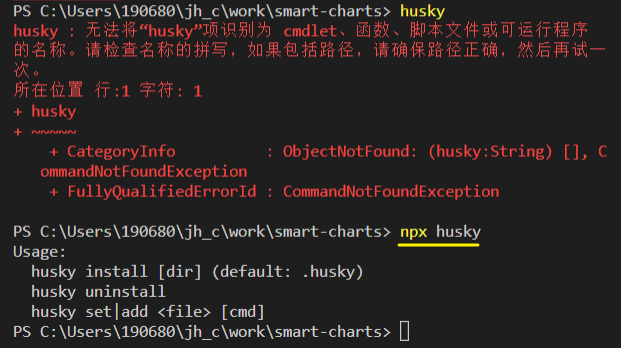 PS C:\Users\190680\jh_c\work\smart-charts> husky
husky : 无法将“husky”项识别为 cmdlet、函数、脚本文件或可运行程序
的名称。请检查名称的拼写，如果包括路径，请确保路径正确，然后再试一
次。
所在位置 行:1 字符: 1
+ husky
+ ~~~~~
    + CategoryInfo          : ObjectNotFound: (husky:String) [], C
   ommandNotFoundException
    + FullyQualifiedErrorId : CommandNotFoundException
PS C:\Users\190680\jh_c\work\smart-charts> npx husky
Usage:
  husky install [dir] (default: .husky)
  husky uninstall
  husky set|add <file> [cmd]
PS C:\Users\190680\jh_c\work\smart-charts>